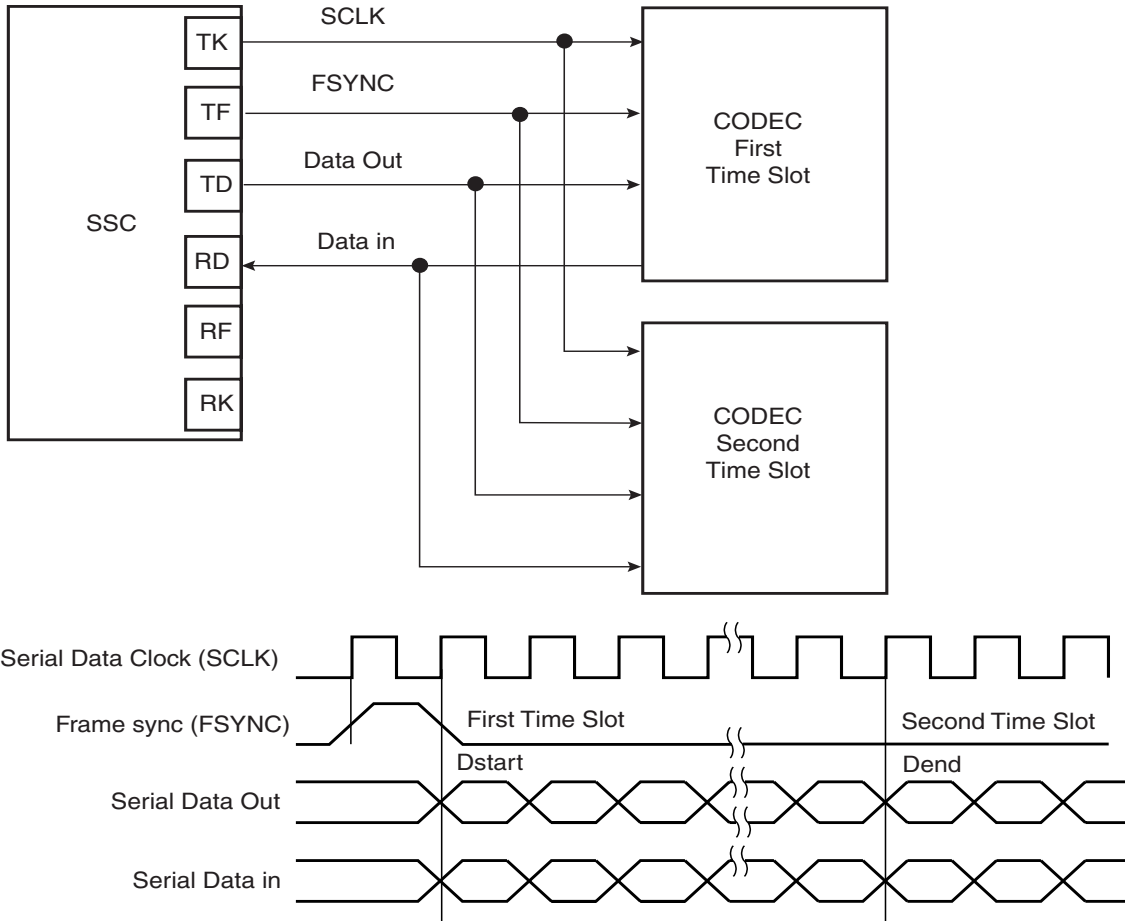 SCLK
TK
FSYNC
TF
CODEC
First
Time Slot
Data Out
TD
SSC
Data in
RD
RF
RK
CODEC
Second
Time Slot
Serial Data Clock (SCLK)
Frame sync (FSYNC)
First Time Slot
Second Time Slot
Dstart
Dend
Serial Data Out
Serial Data in